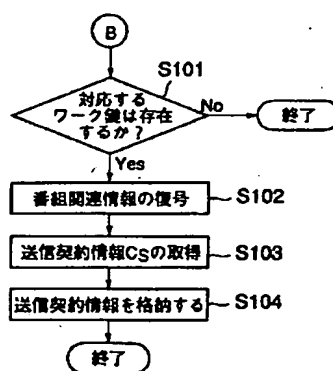 B
S101
対応する
ワーク鍵は存在
するか？
No
終了
Yes
番組関連情報の復号
S102
送信契約情報CSの取得
S103
送信契約情報を格納する
S104
終了